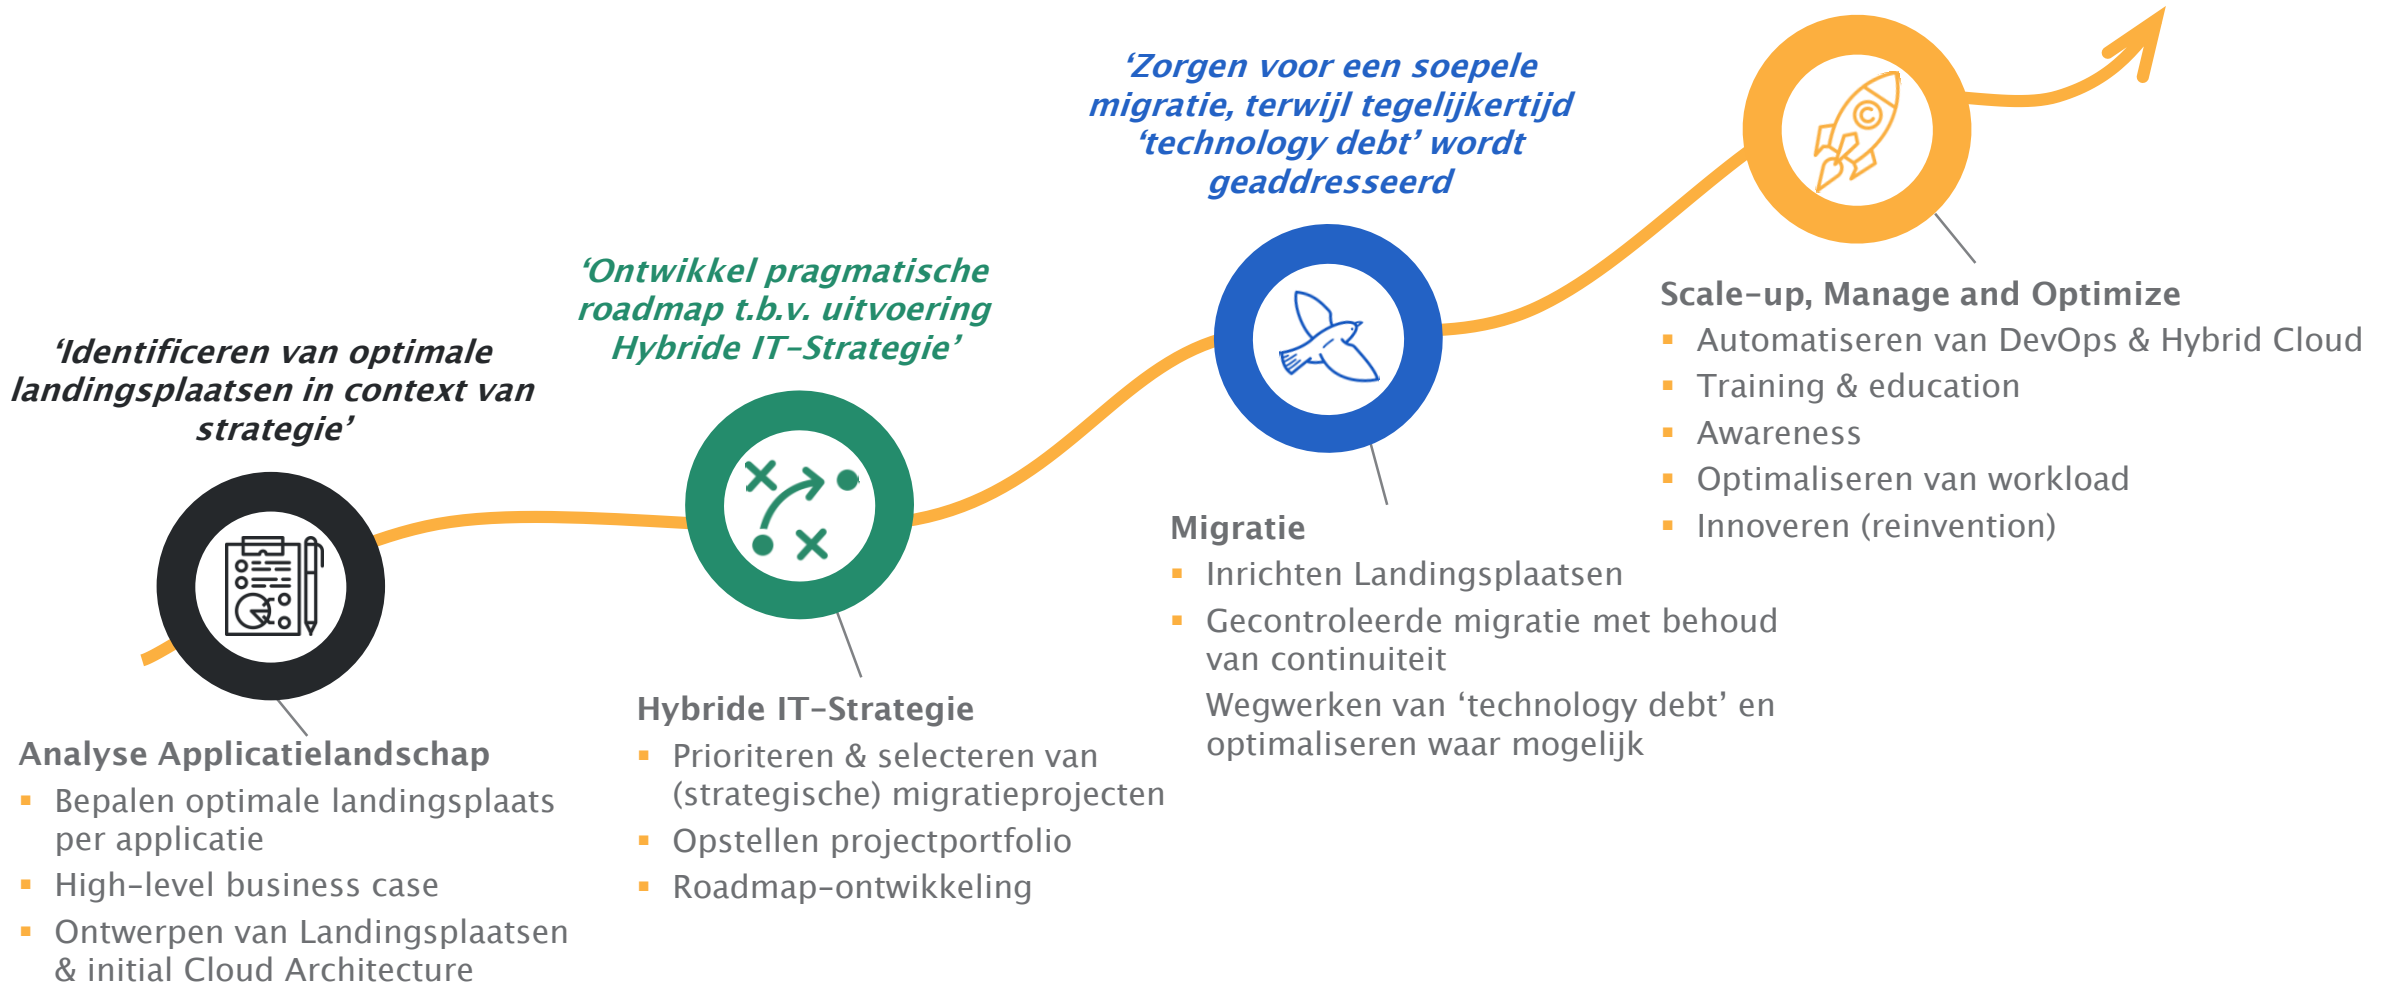 ‘Identificeren van optimale
landingsplaatsen in context van
strategie’
Analyse Applicatielandschap
▪ Bepalen optimale landingsplaats
per applicatie
▪ High-level business case
▪ Ontwerpen van Landingsplaatsen
& initial Cloud Architecture
‘Ontwikkel pragmatische
roadmap t.b.v. uitvoering
Hybride IT-Strategie’
Hybride IT-Strategie
▪ Prioriteren & selecteren van
(strategische) migratieprojecten
▪ Opstellen projectportfolio
▪ Roadmap-ontwikkeling
‘Zorgen voor een soepele
migratie, terwijl tegelijkertijd
‘technology debt’ wordt
geaddresseerd
Migratie
▪ Inrichten Landingsplaatsen
▪ Gecontroleerde migratie met behoud
van continuiteit
Wegwerken van ‘technology debt’ en
optimaliseren waar mogelijk
©
Scale-up, Manage and Optimize
▪ Automatiseren van DevOps & Hybrid Cloud
▪ Training & education
▪ Awareness
▪ Optimaliseren van workload
▪ Innoveren (reinvention)